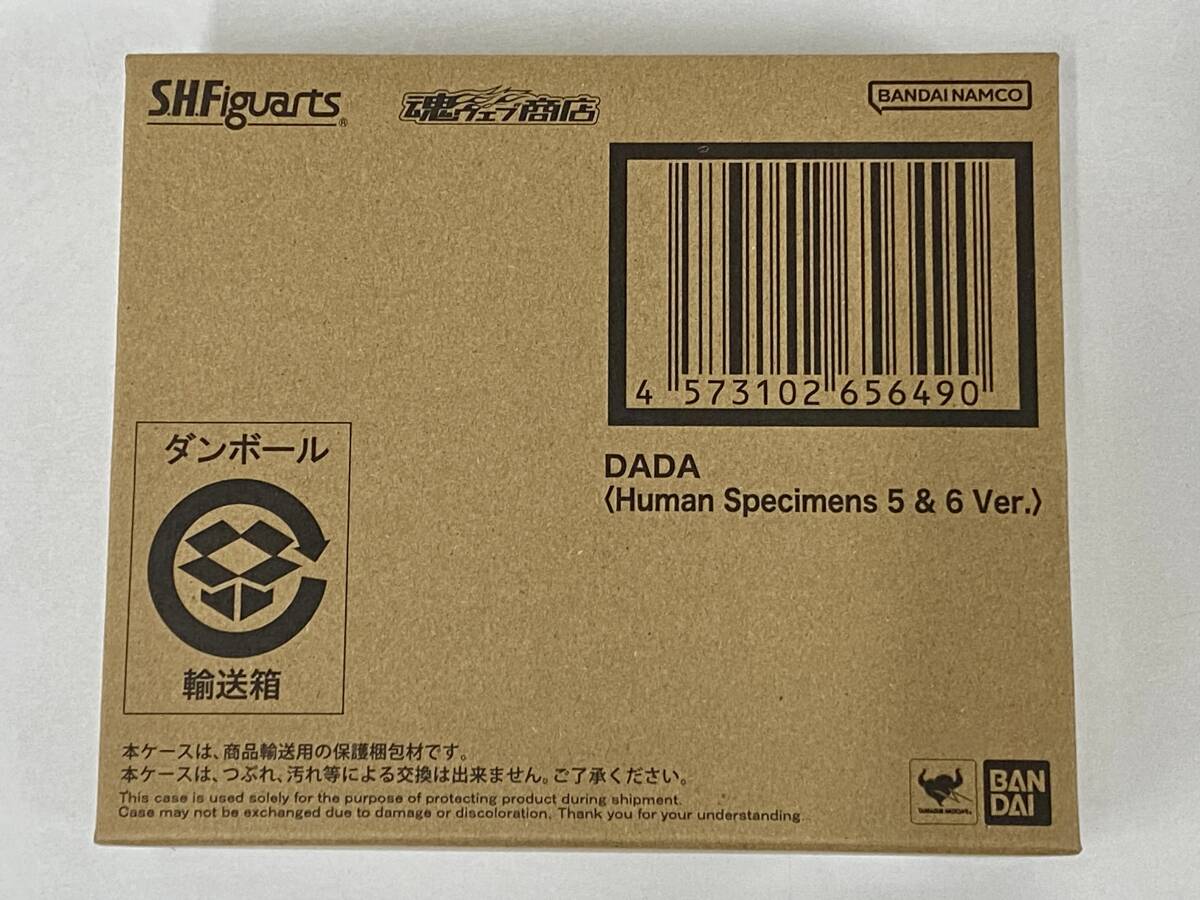 S.H.Figuarts®
魂ウェブ商店
BANDAI NAMCO
4 573102 656490
DADA
〈Human Specimens 5 & 6 Ver.〉
ダンボール
輸送箱
本ケースは、商品輸送用の保護梱包材です。
本ケースは、つぶれ、汚れ等による交換は出来ません。ご了承ください。
This case is used solely for the purpose of protecting product during shipment.
Case may not be exchanged due to damage or discoloration. Thank you for your understanding.
BAN
DAI